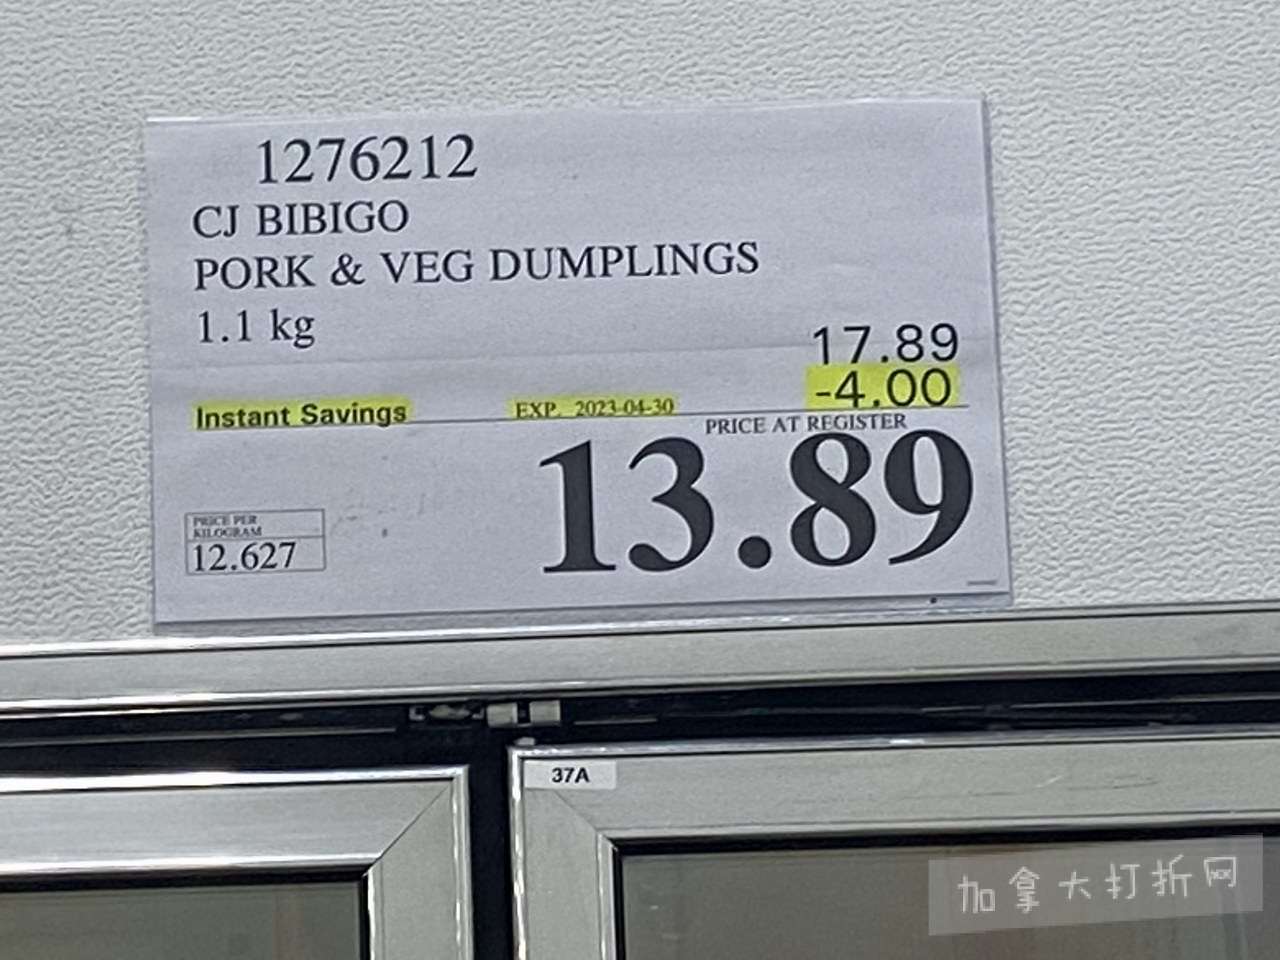 1276212
CJ BIBIGO
PORK & VEG DUMPLINGS
1.1 kg
17.89
-4.00
Instant Savings EXP. 2023-04-30
PRICE AT REGISTER
13.89
PRICE PER
KILOGRAM
12.627
37A
加拿大打折网